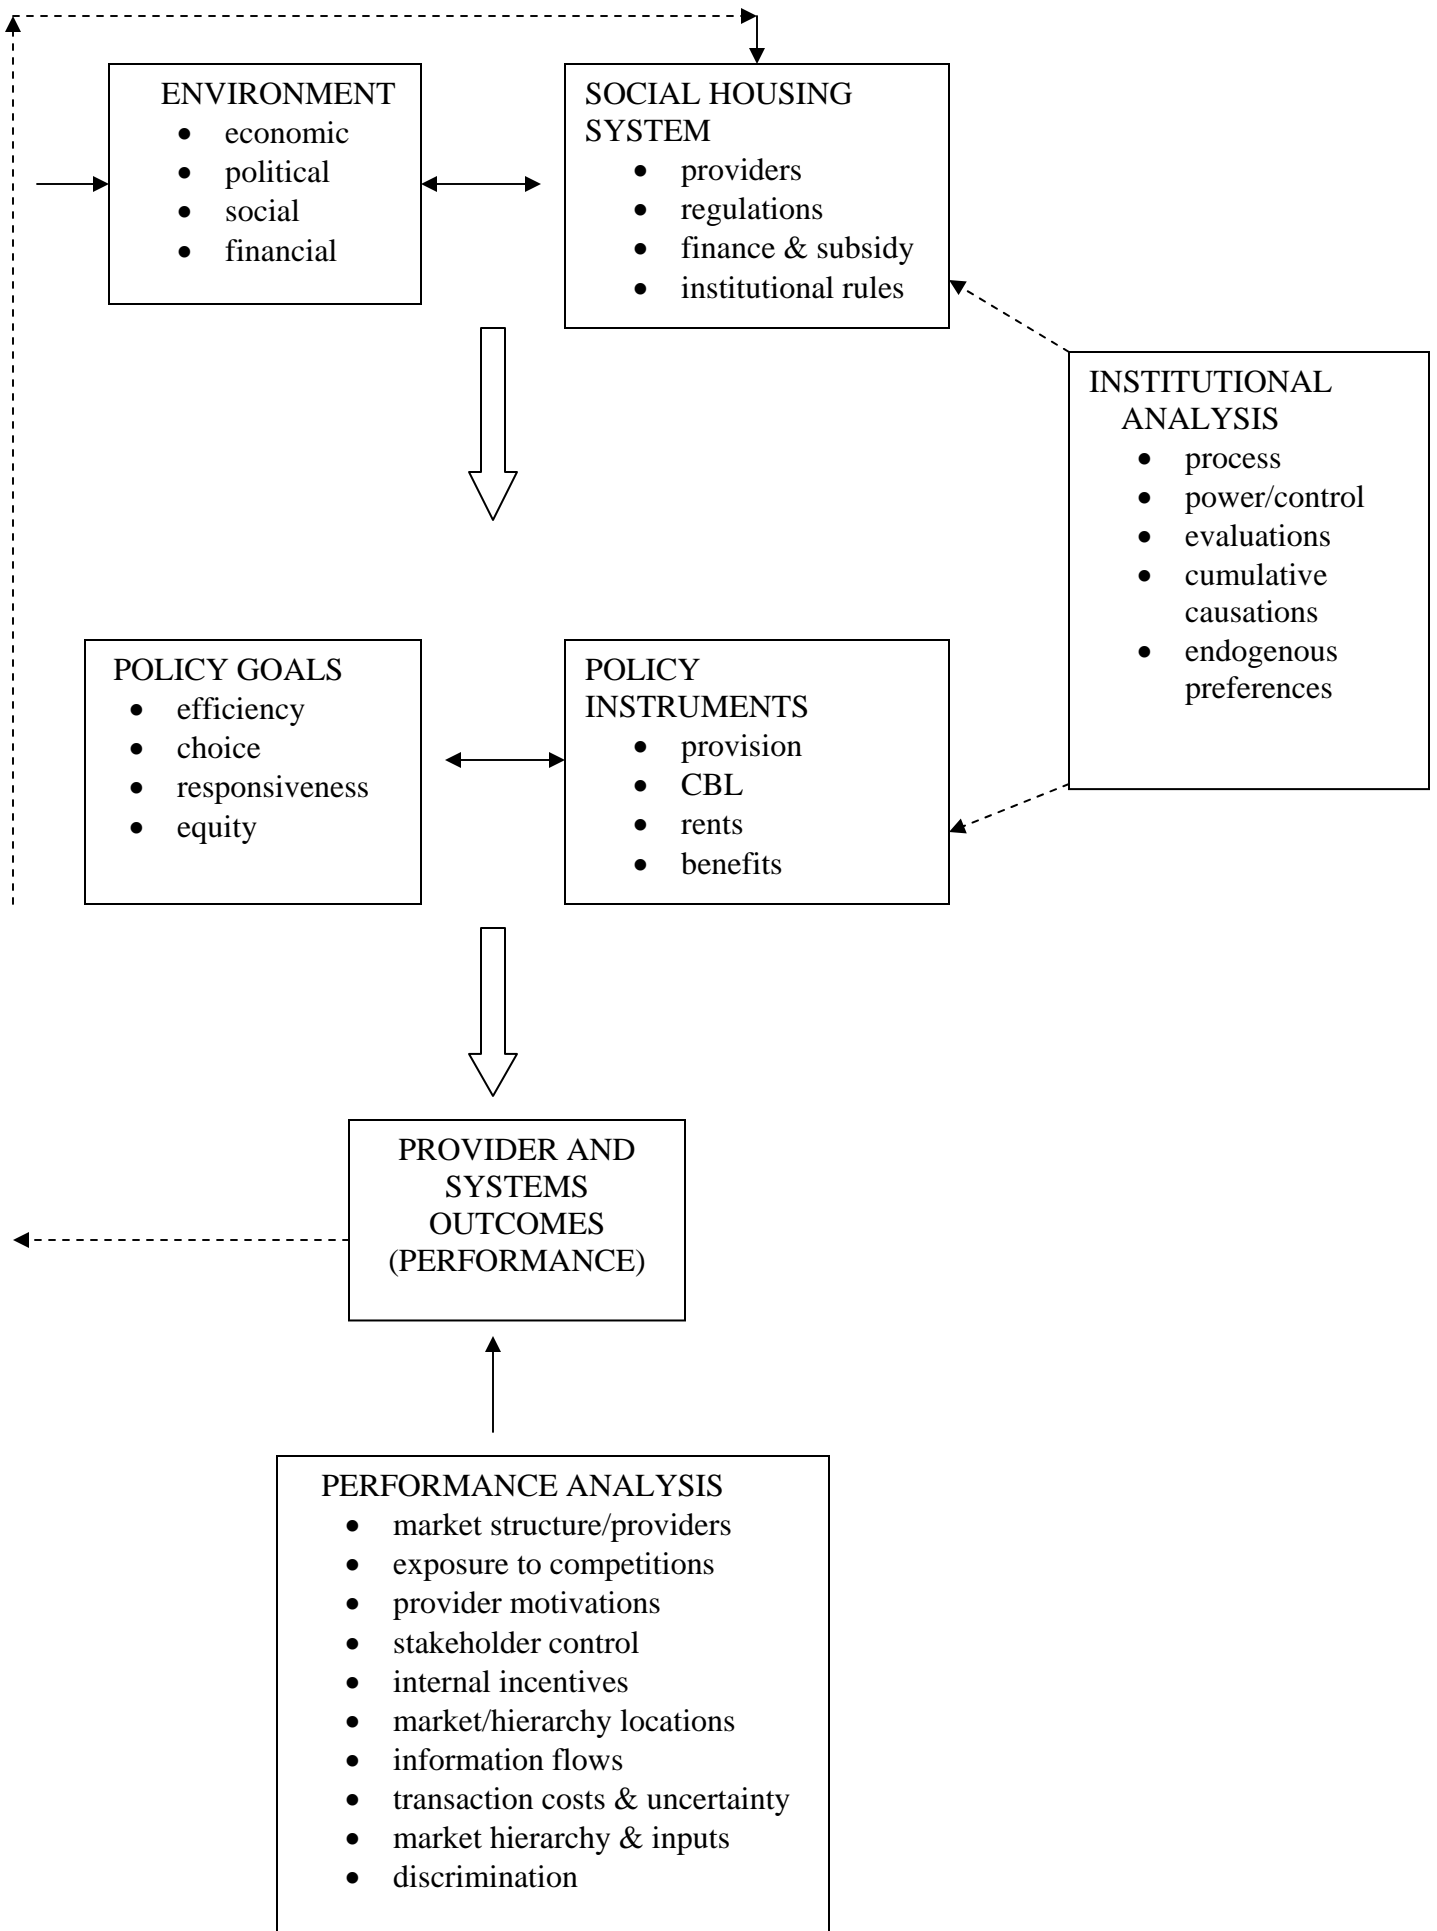 ENVIRONMENT
• economic
• political
• social
• financial
SOCIAL HOUSING
SYSTEM
• providers
• regulations
• finance & subsidy
• institutional rules
INSTITUTIONAL
ANALYSIS
• process
• power/control
• evaluations
• cumulative
causations
• endogenous
preferences
POLICY GOALS
• efficiency
• choice
• responsiveness
• equity
POLICY
INSTRUMENTS
• provision
• CBL
• rents
• benefits
PROVIDER AND
SYSTEMS
OUTCOMES
(PERFORMANCE)
PERFORMANCE ANALYSIS
• market structure/providers
• exposure to competitions
• provider motivations
• stakeholder control
• internal incentives
• market/hierarchy locations
• information flows
• transaction costs & uncertainty
• market hierarchy & inputs
• discrimination